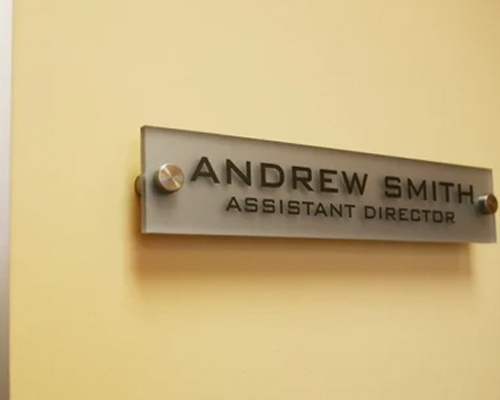 ANDREW SMITH
ASSISTANT DIRECTOR